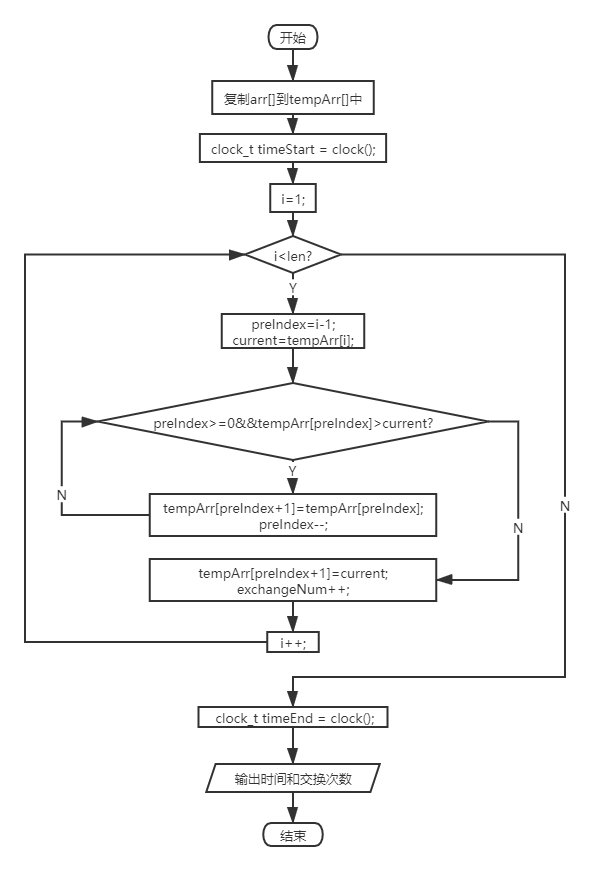 开始
复制arr[]到tempArr[]中
clock_t timeStart = clock();
i=1;
i<len?
Y
preIndex=i-1;
current=tempArr[i];
preIndex>=0&&tempArr[preIndex]>current?
Y
N
tempArr[preIndex+1]=tempArr[preIndex];
preIndex--;
N
N
tempArr[preIndex+1]=current;
exchangeNum++;
i++;
clock_t timeEnd = clock();
输出时间和交换次数
结束